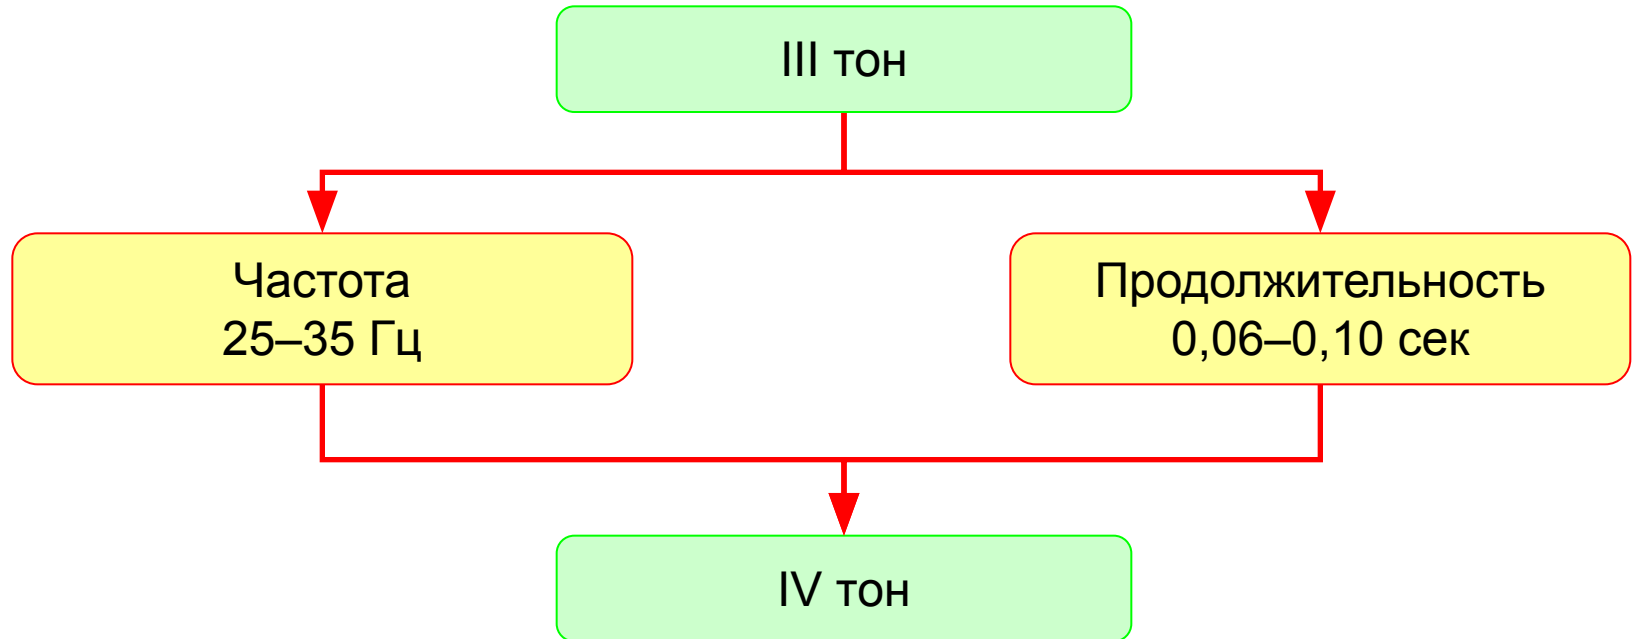 III тон
Частота
25–35 Гц
Продолжительность
0,06–0,10 сек
IV тон